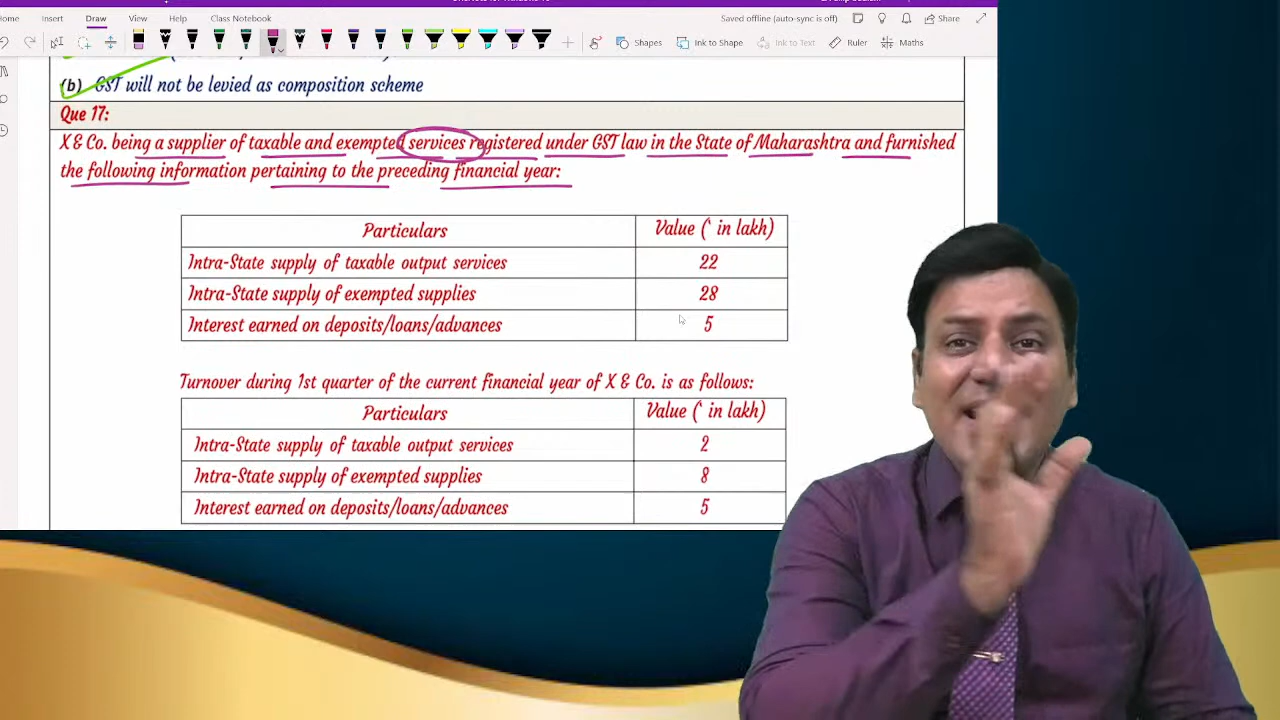 Home Insert Draw View Help Class Notebook Saved offline (auto-sync is off) Share
Shapes Ink to Shape Ink to Text Ruler Maths
(b) GST will not be levied as composition scheme
Que 17:
X & Co. being a supplier of taxable and exempted services registered under GST law in the State of Maharashtra and furnished
the following information pertaining to the preceding financial year:
Particulars Value (` in lakh)
Intra-State supply of taxable output services 22
Intra-State supply of exempted supplies 28
Interest earned on deposits/loans/advances 5
Turnover during 1st quarter of the current financial year of X & Co. is as follows:
Particulars Value (` in lakh)
Intra-State supply of taxable output services 2
Intra-State supply of exempted supplies 8
Interest earned on deposits/loans/advances 5